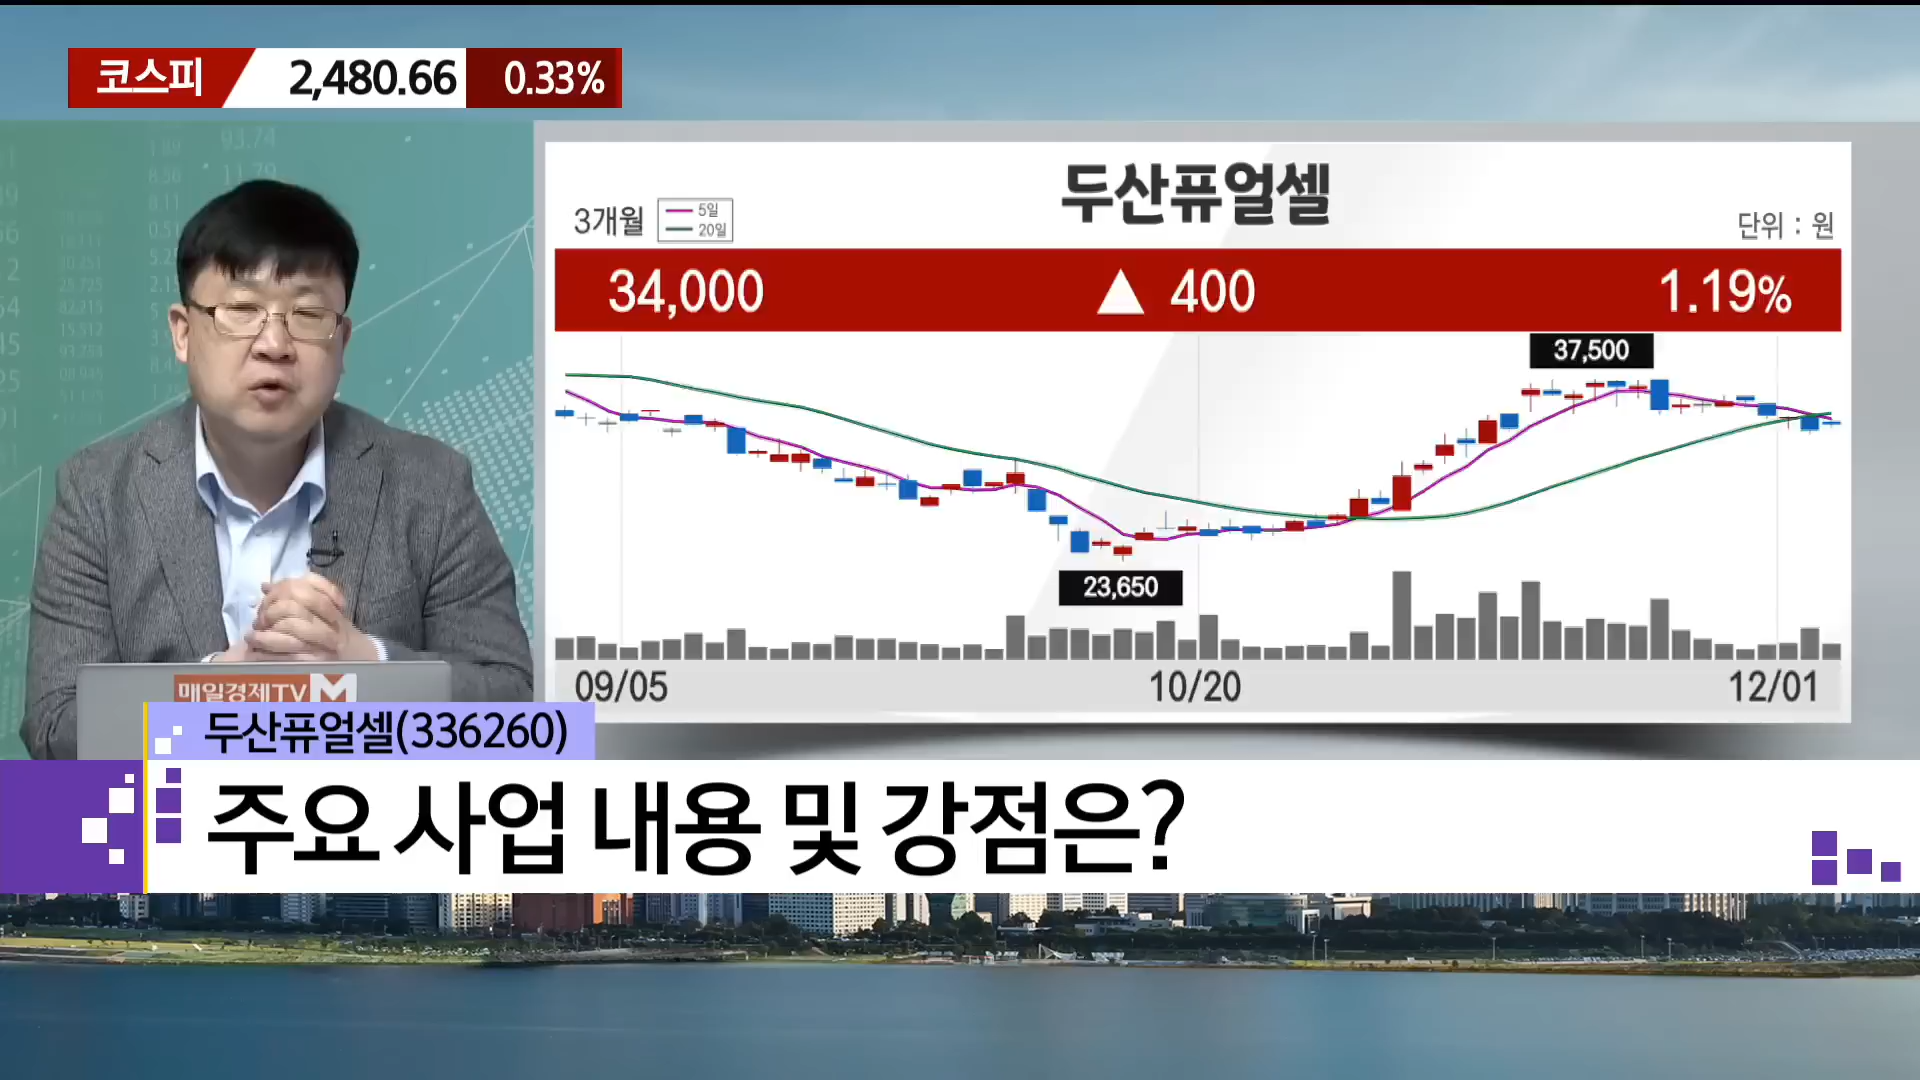 코스피 2,480.66 0.33%
두산퓨얼셀
3개월 5일 20일 단위 : 원
34,000 ▲ 400 1.19%
37,500
23,650
09/05 10/20 12/01
매일경제TV M
두산퓨얼셀(336260)
주요 사업 내용 및 강점은?